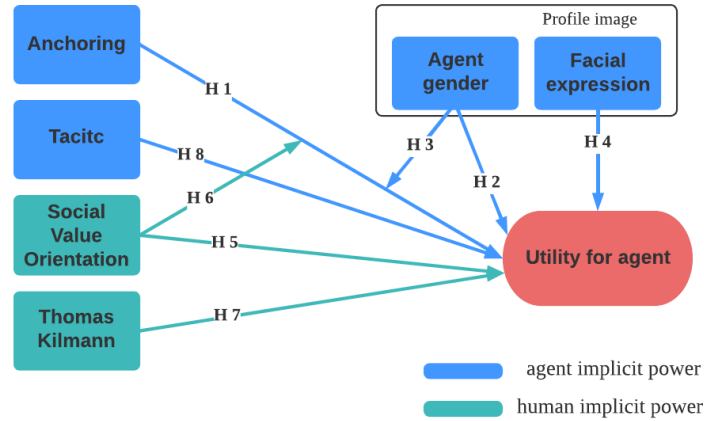 Profile image
Anchoring
Agent
gender
Facial
expression
H 1
Tacitc
H 8
H 3
H 4
H 2
H 6
Social
Value
Orientation
H 5
Utility for agent
Thomas
Kilmann
H 7
agent implicit power
human implicit power